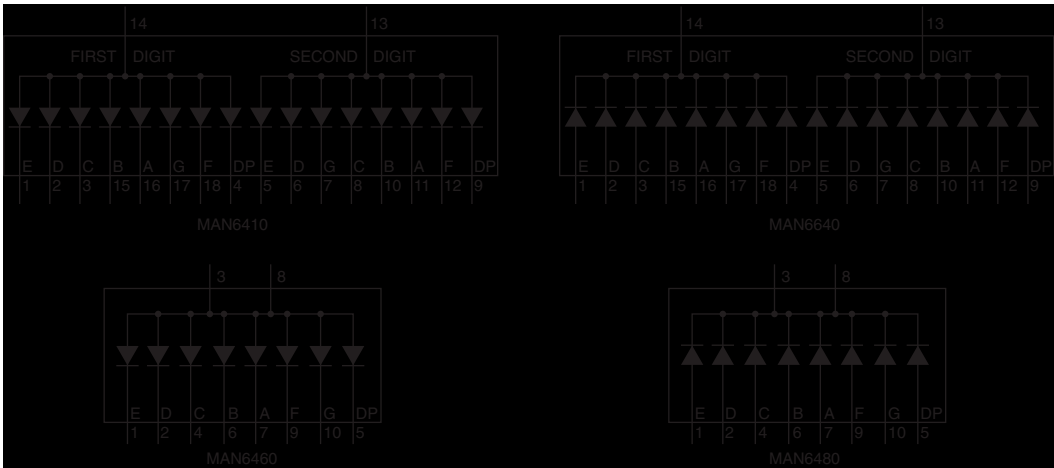 14 13
FIRST DIGIT SECOND DIGIT
E D C B A G F DP E D G C B A F DP
1 2 3 15 16 17 18 4 5 6 7 8 10 11 12 9
MAN6410
14 13
FIRST DIGIT SECOND DIGIT
E D C B A G F DP E D G C B A F DP
1 2 3 15 16 17 18 4 5 6 7 8 10 11 12 9
MAN6640
3 8
E D C B A F G DP
1 2 4 6 7 9 10 5
MAN6460
3 8
E D C B A F G DP
1 2 4 6 7 9 10 5
MAN6480